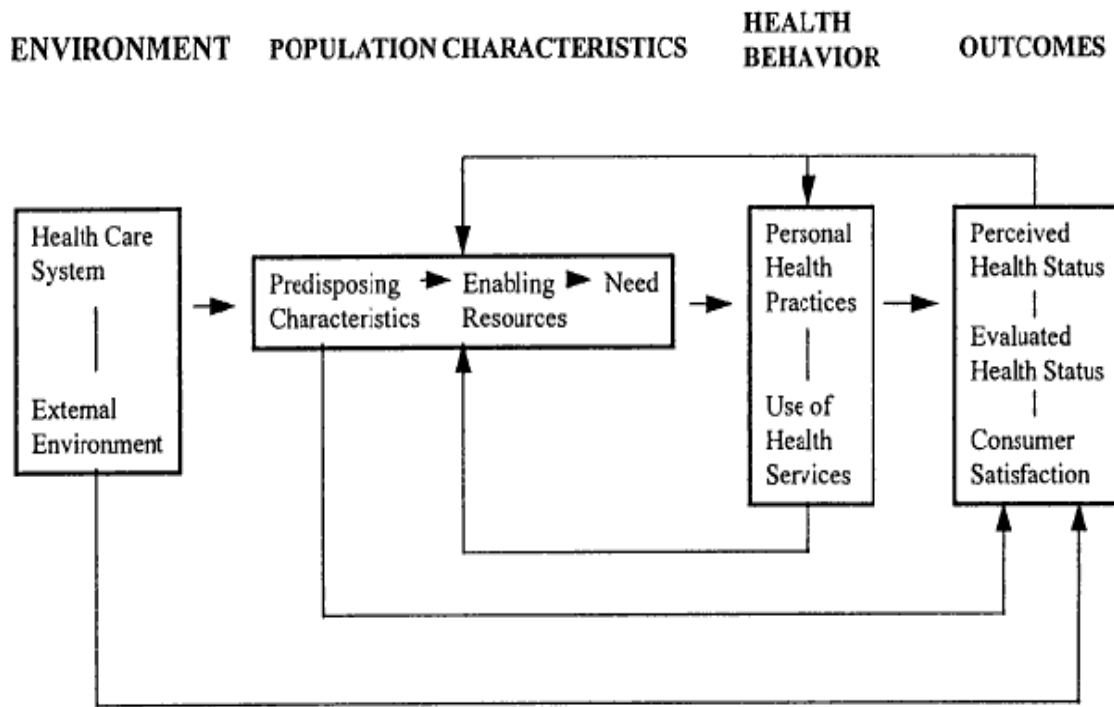 ENVIRONMENT
POPULATION CHARACTERISTICS
HEALTH
BEHAVIOR
OUTCOMES
Health Care
System
External
Environment
Predisposing
Characteristics
Enabling
Resources
Need
Personal
Health
Practices
Use of
Health
Services
Perceived
Health Status
Evaluated
Health Status
Consumer
Satisfaction